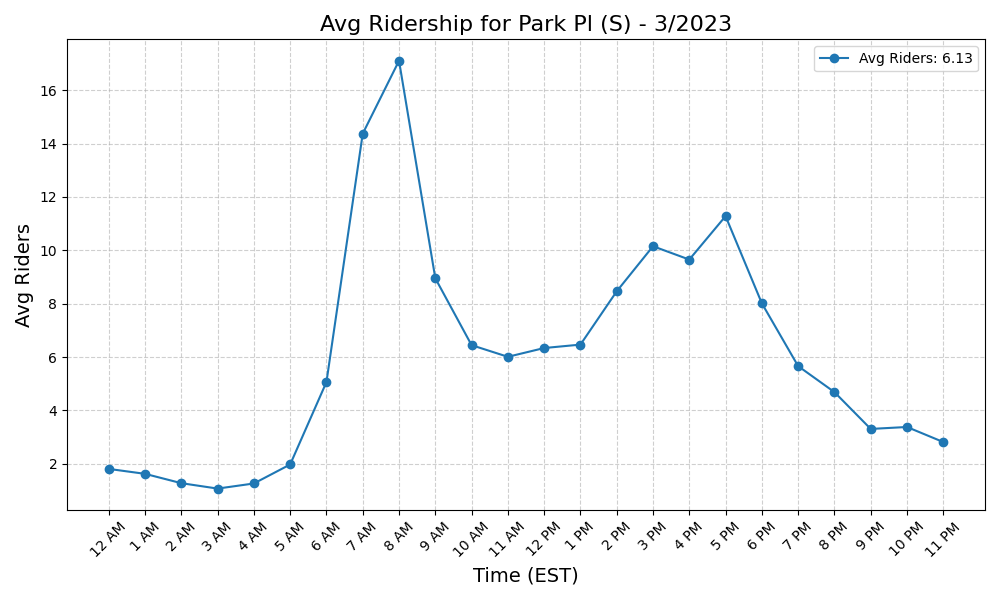 Avg Ridership for Park Pl (S) - 3/2023
Avg Riders: 6.13
Avg Riders
16
14
12
10
8
6
4
2
12 AM
1 AM
2 AM
3 AM
4 AM
5 AM
6 AM
7 AM
8 AM
9 AM
10 AM
11 AM
12 PM
1 PM
2 PM
3 PM
4 PM
5 PM
6 PM
7 PM
8 PM
9 PM
10 PM
11 PM
Time (EST)